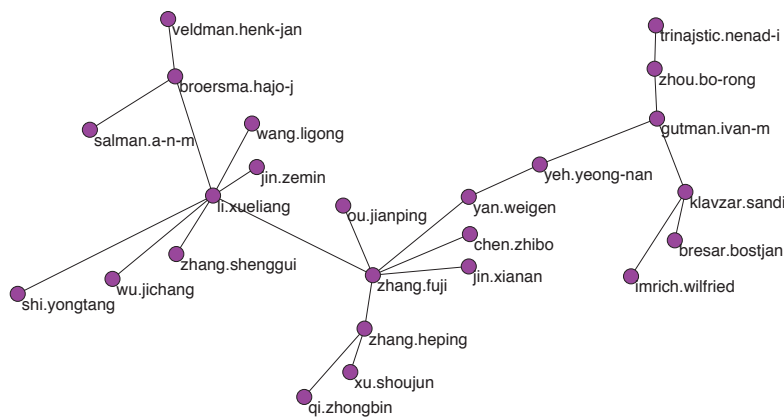 veldman.henk-jan
trinajstic.nenad-i
broersma.hajo-j
zhou.bo-rong
salman.a-n-m
wang.ligong
gutman.ivan-m
jin.zemin
yeh.yeong-nan
li.xueliang
ou.jianping
yan.weigen
klavzar.sandi
chen.zhibo
bresar.bostjan
zhang.shenggui
jin.xianan
shi.yongtang
wu.jichang
zhang.fuji
imrich.wilfried
zhang.heping
xu.shoujun
qi.zhongbin